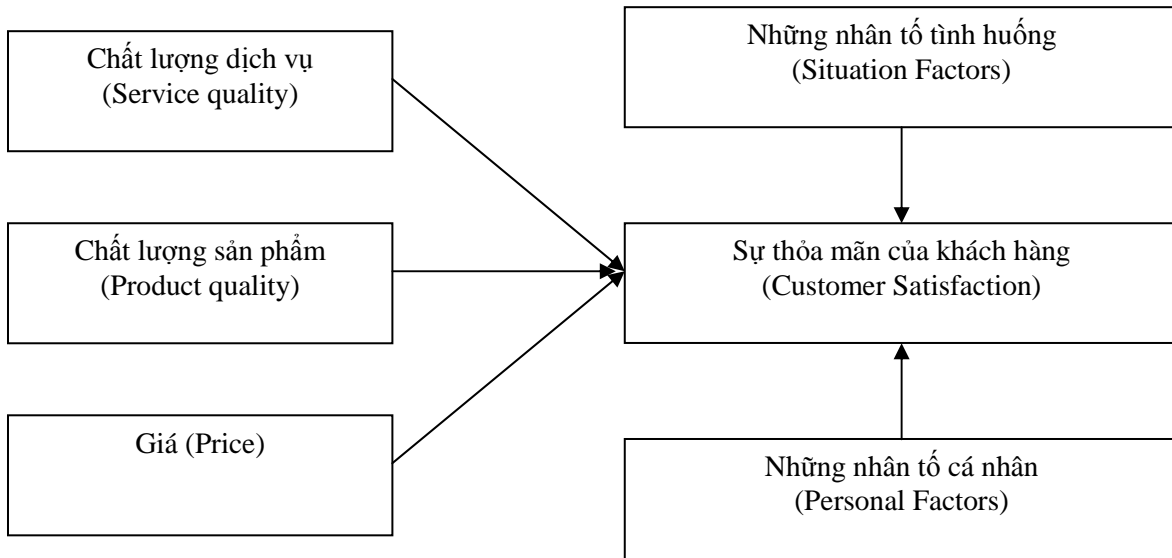 Chất lượng dịch vụ
(Service quality)
Chất lượng sản phẩm
(Product quality)
Giá (Price)
Những nhân tố tình huống
(Situation Factors)
Sự thỏa mãn của khách hàng
(Customer Satisfaction)
Những nhân tố cá nhân
(Personal Factors)